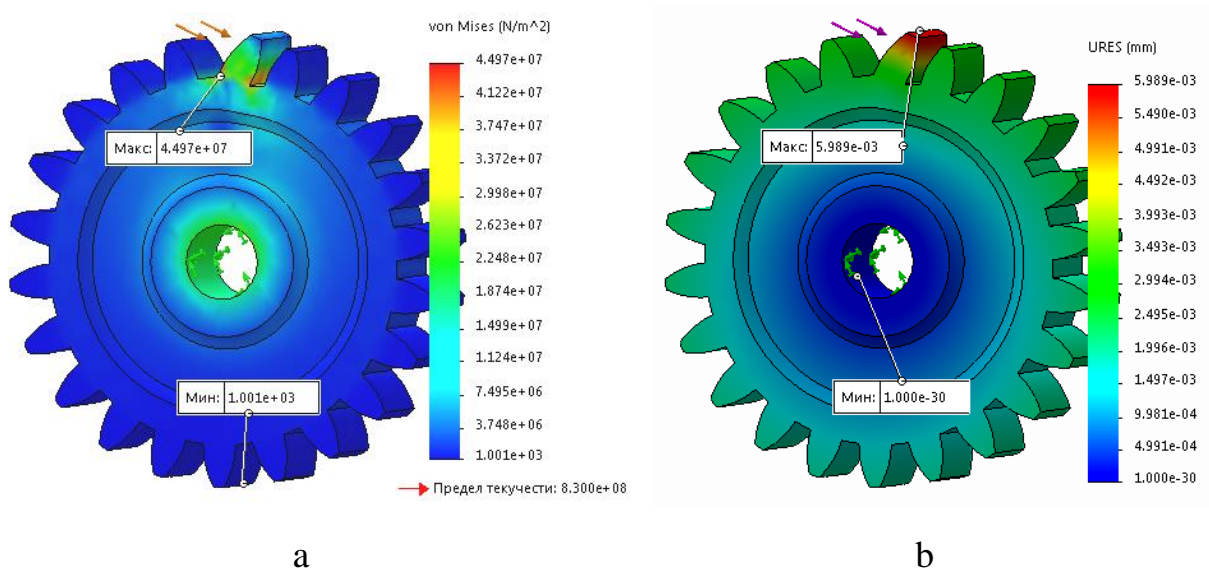 von Mises (N/m^2)
4.497e+07
4.122e+07
3.747e+07
3.372e+07
2.998e+07
2.623e+07
2.248e+07
1.874e+07
1.499e+07
1.124e+07
7.495e+06
3.748e+06
1.001e+03
Макс: 4.497e+07
Мин: 1.001e+03
Предел текучести: 8.300e+08
a
URES (mm)
5.989e-03
5.490e-03
4.991e-03
4.492e-03
3.993e-03
3.493e-03
2.994e-03
2.495e-03
1.996e-03
1.497e-03
9.981e-04
4.991e-04
1.000e-30
Макс: 5.989e-03
Мин: 1.000e-30
b